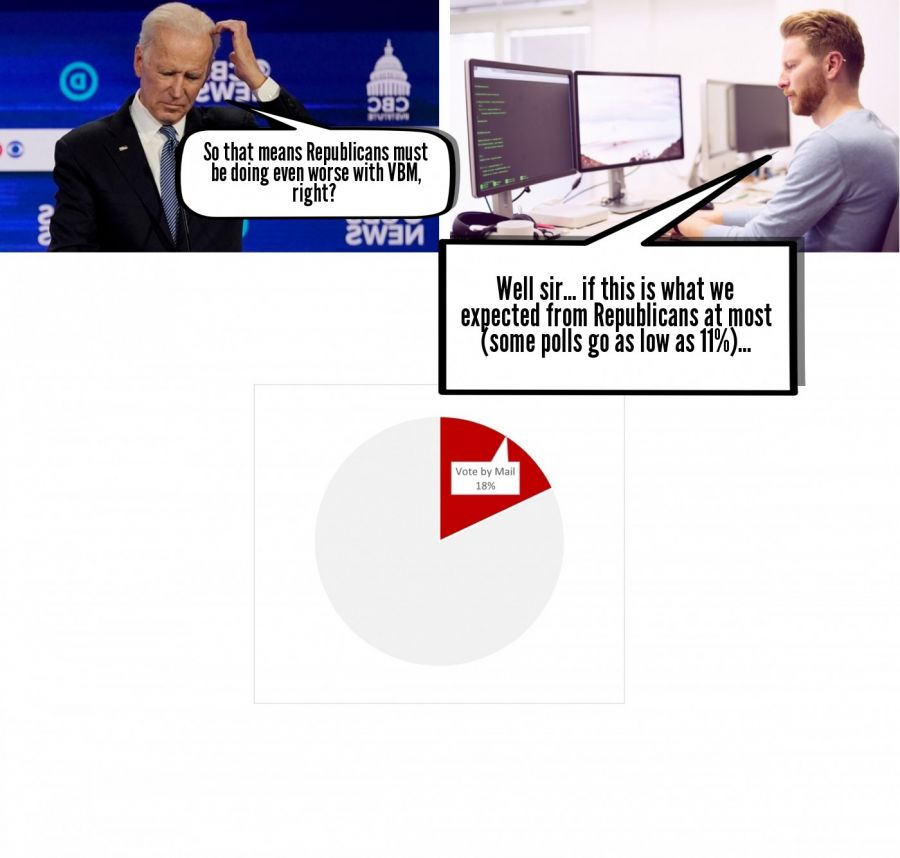 So that means Republicans must
be doing even worse with VBM,
right?
Well sir... if this is what we
expected from Republicans at most
(some polls go as low as 11%)...
CBS
NEWS
CBC
INSTITUTE
D
NEWS
Vote by Mail
18%